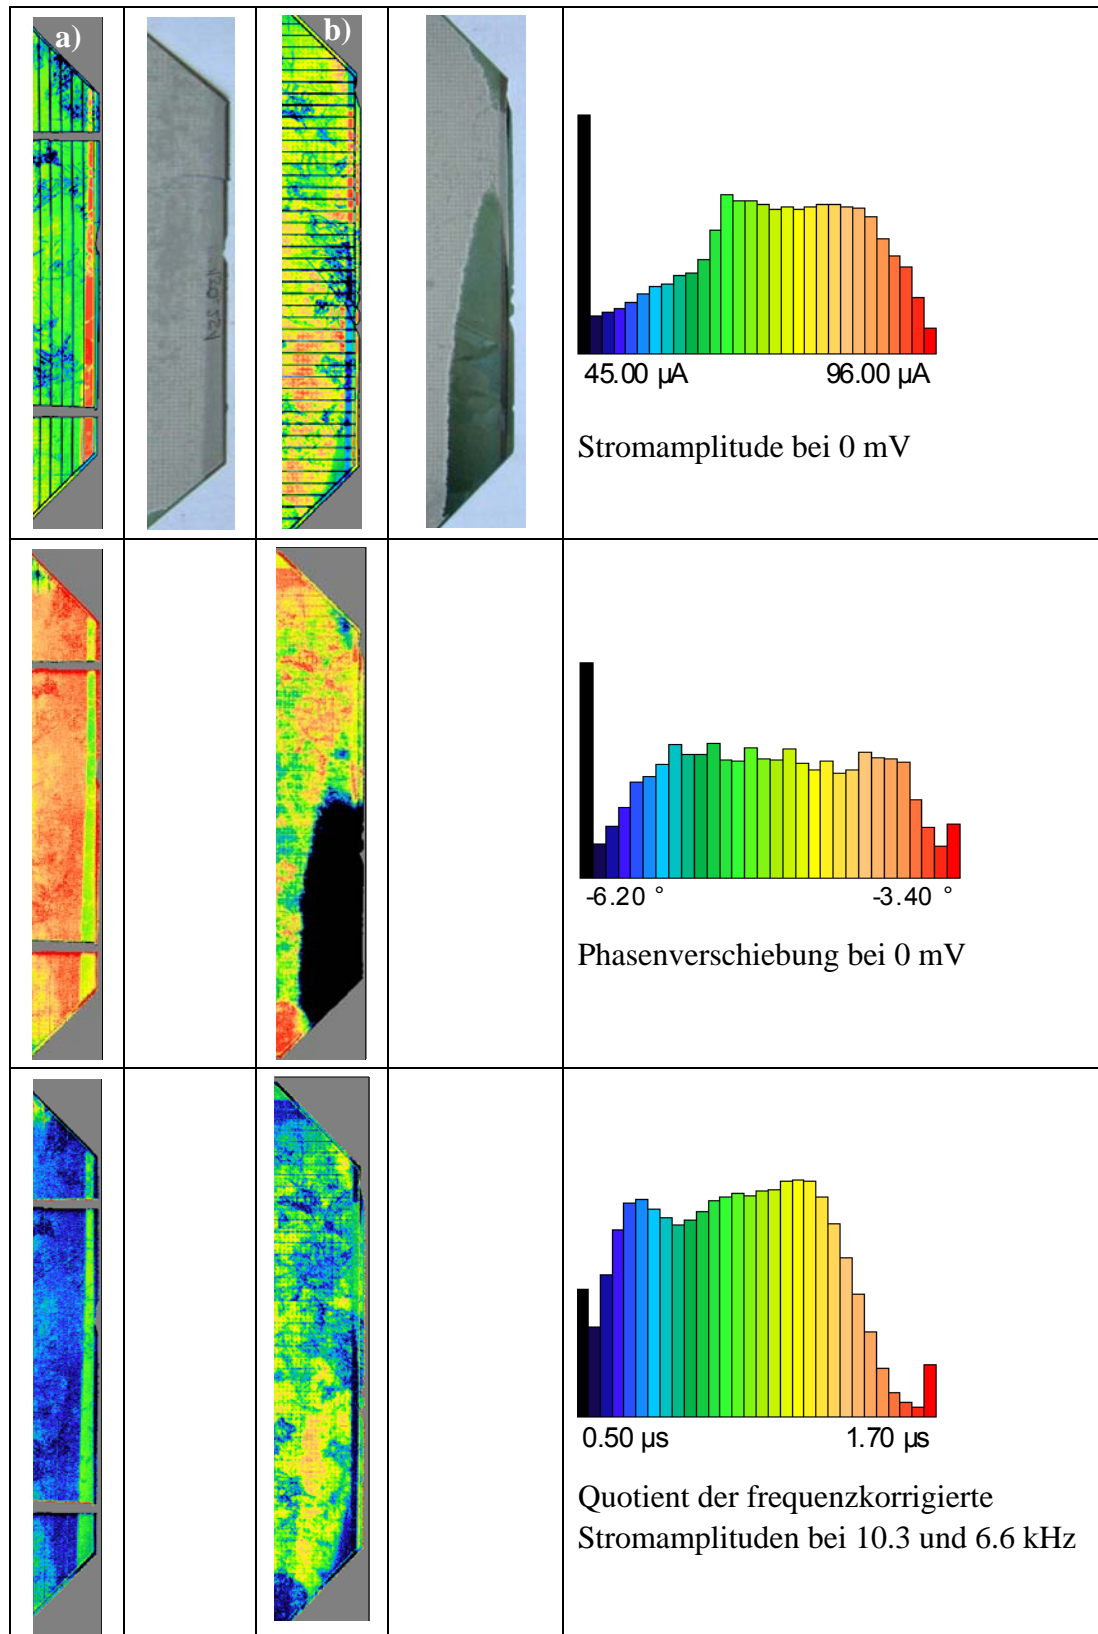 a)
b)
45.00 µA 96.00 µA
Stromamplitude bei 0 mV
-6.20 ° -3.40 °
Phasenverschiebung bei 0 mV
0.50 µs 1.70 µs
Quotient der frequenzkorrigierte
Stromamplituden bei 10.3 und 6.6 kHz